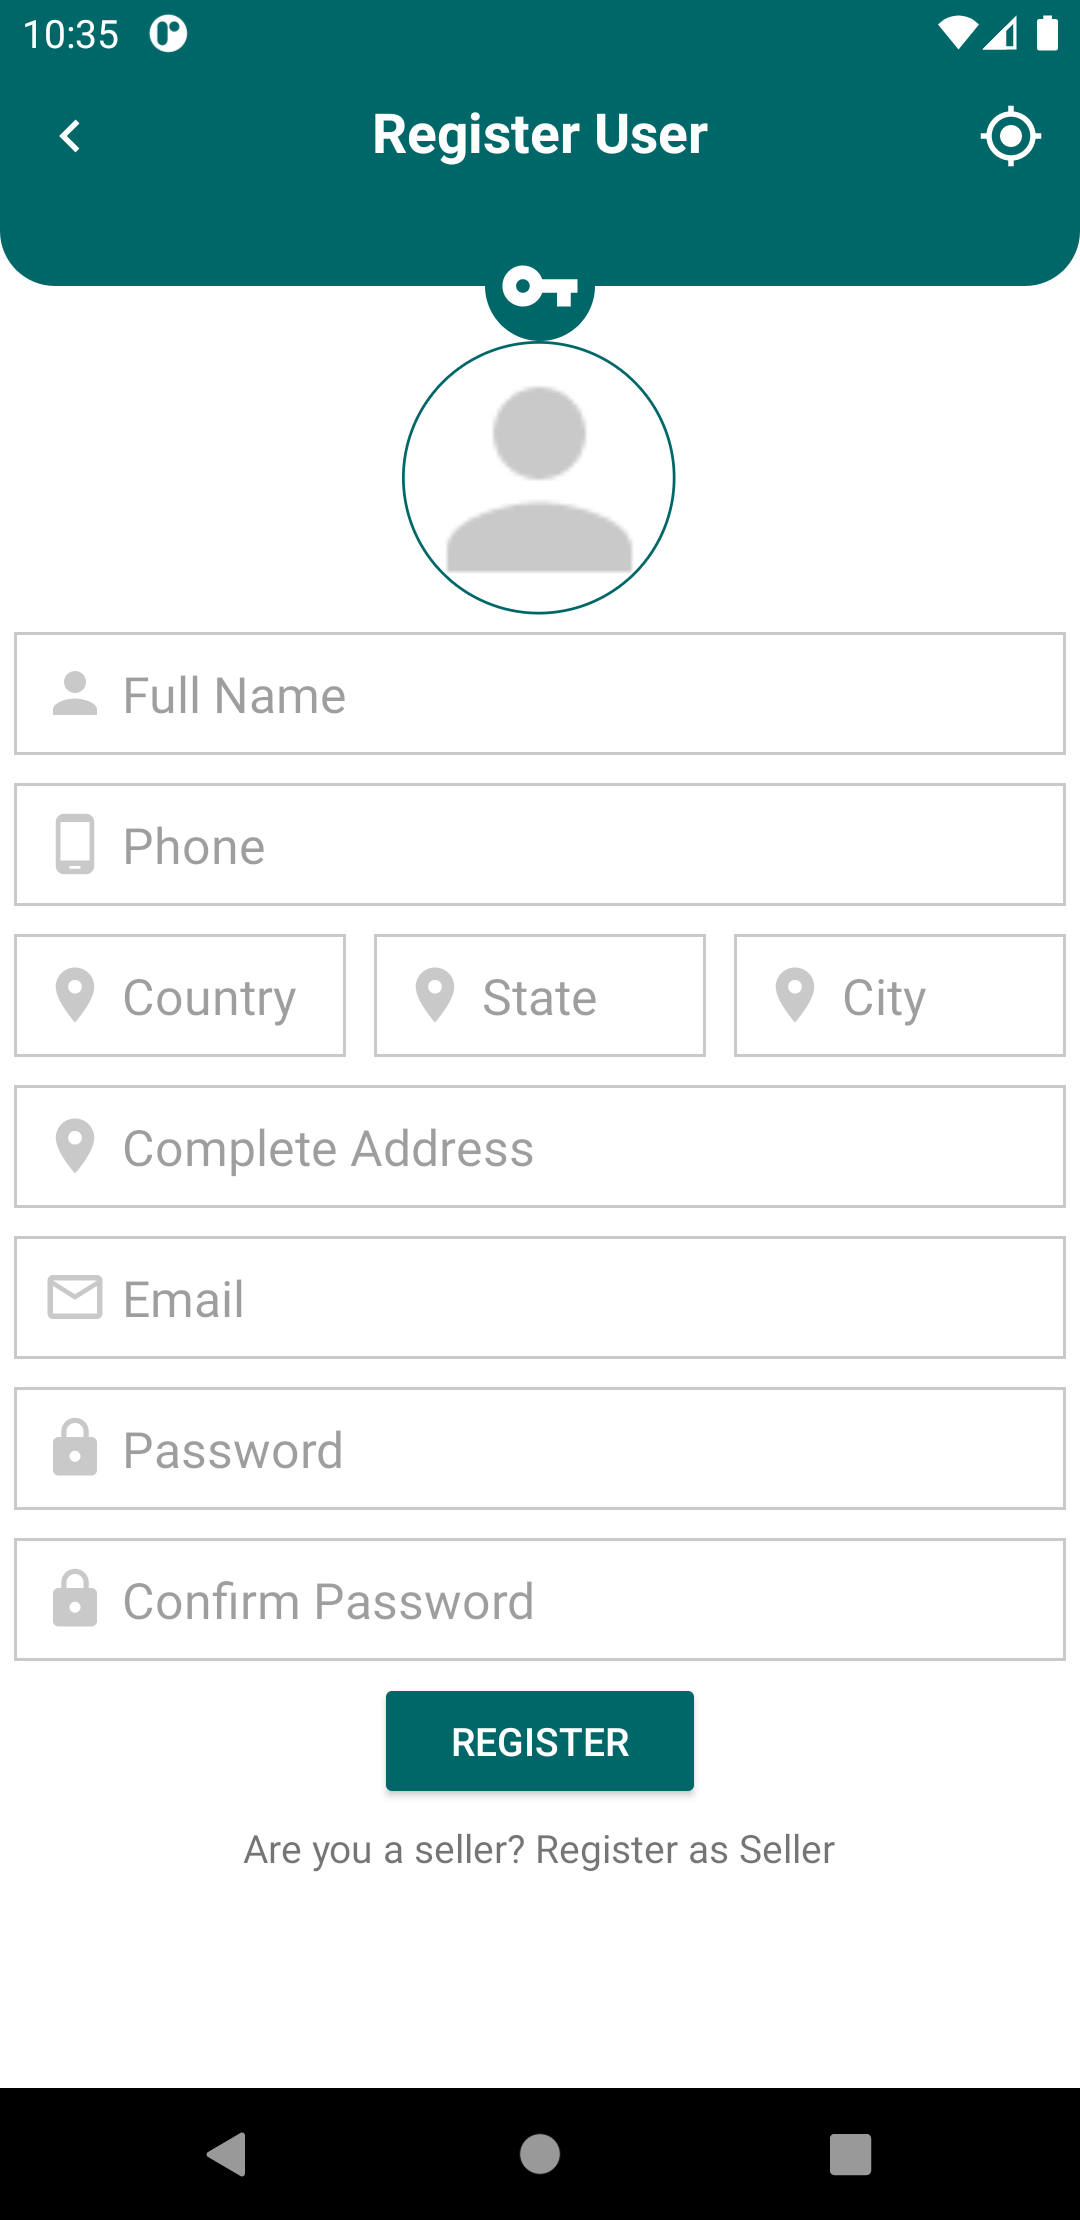 10:35
Register User
Full Name
Phone
Country State City
Complete Address
Email
Password
Confirm Password
REGISTER
Are you a seller? Register as Seller